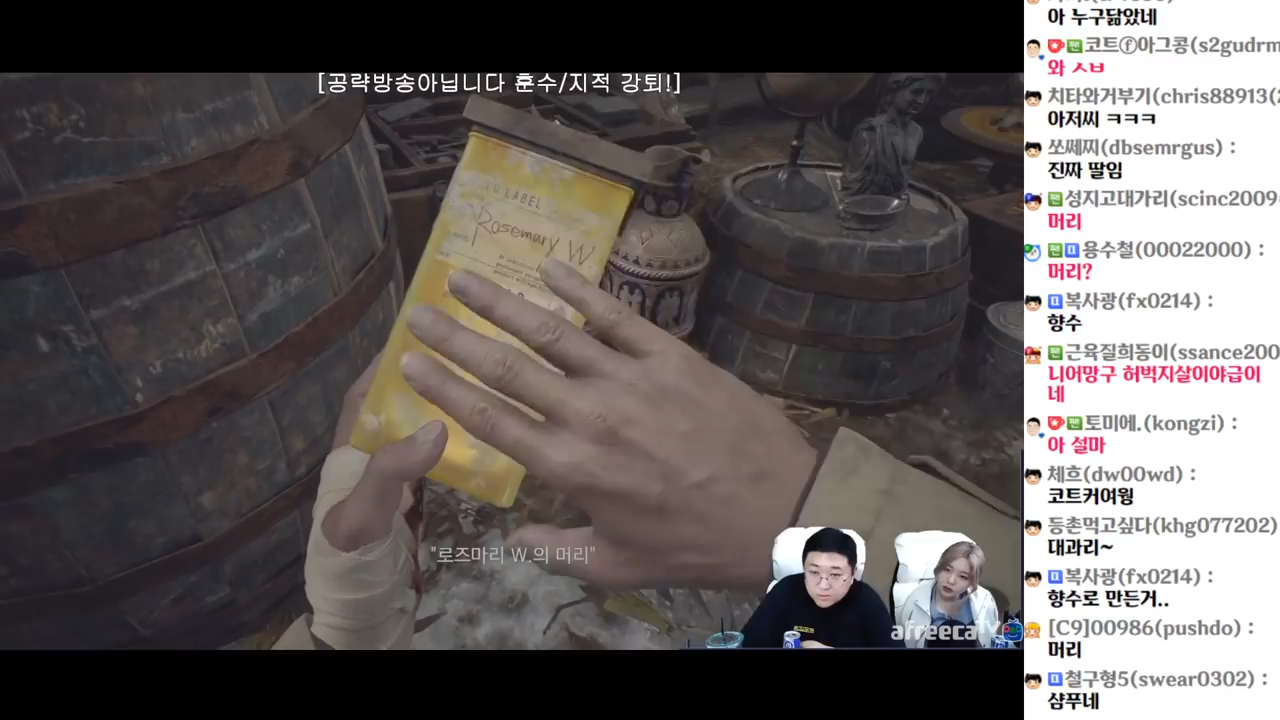 [공략방송아닙니다 훈수/지적 강퇴!]
LABEL
Rosemary W
"로즈마리 W.의 머리"
afreecaTV
아 누구닮았네
코트ⓕ아그콩(s2gudrm
와 ㅅㅂ
치타와거부기(chris88913(2
아저씨 ㅋㅋㅋ
쏘쎄찌(dbsemrgus) :
진짜 딸임
성지고대가리(scinc2009
머리
용수철(00022000) :
머리?
복사광(fx0214) :
향수
근육질희동이(ssance200
니어망구 허벅지살이야급이
네
토미에.(kongzi) :
아 설마
체흐(dw00wd) :
코트커여웡
등촌먹고싶다(khg077202) :
대과리~
복사광(fx0214) :
향수로 만든거..
[C9]00986(pushdo) :
머리
철구형5(swear0302) :
샴푸네